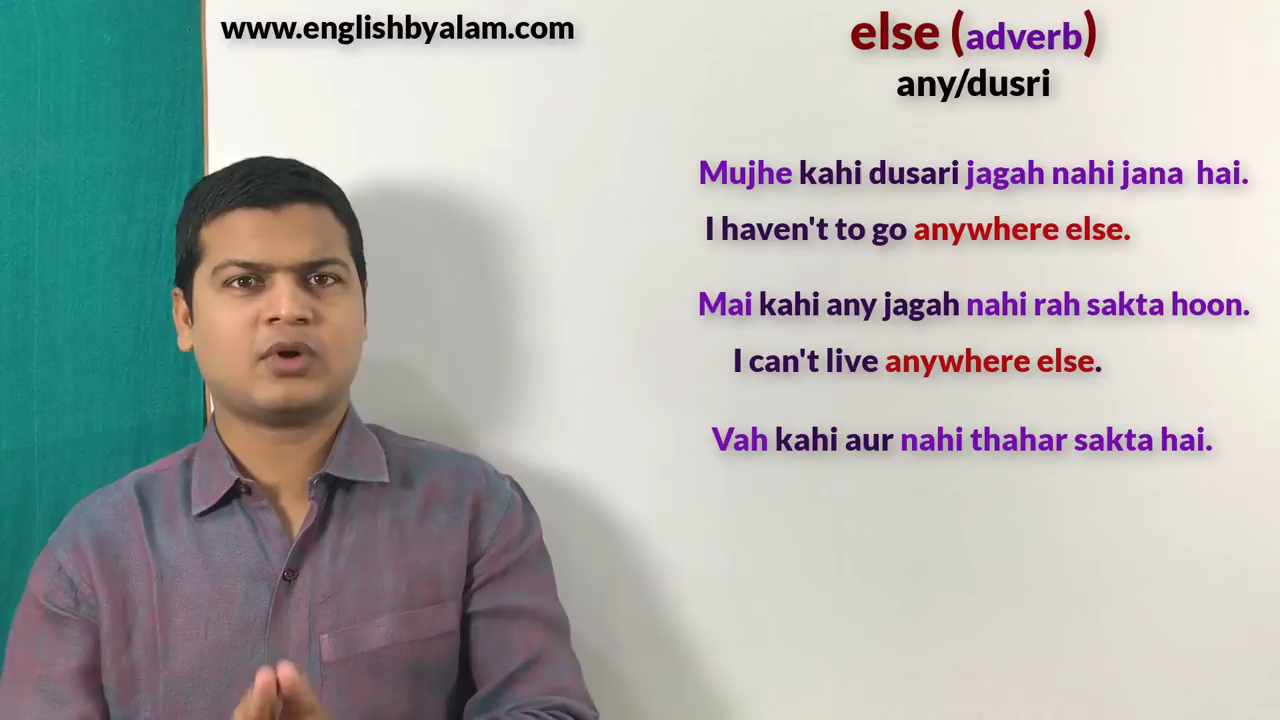 www.englishbyalam.com
else (adverb)
any/dusri
Mujhe kahi dusari jagah nahi jana hai.
I haven't to go anywhere else.
Mai kahi any jagah nahi rah sakta hoon.
I can't live anywhere else.
Vah kahi aur nahi thahar sakta hai.